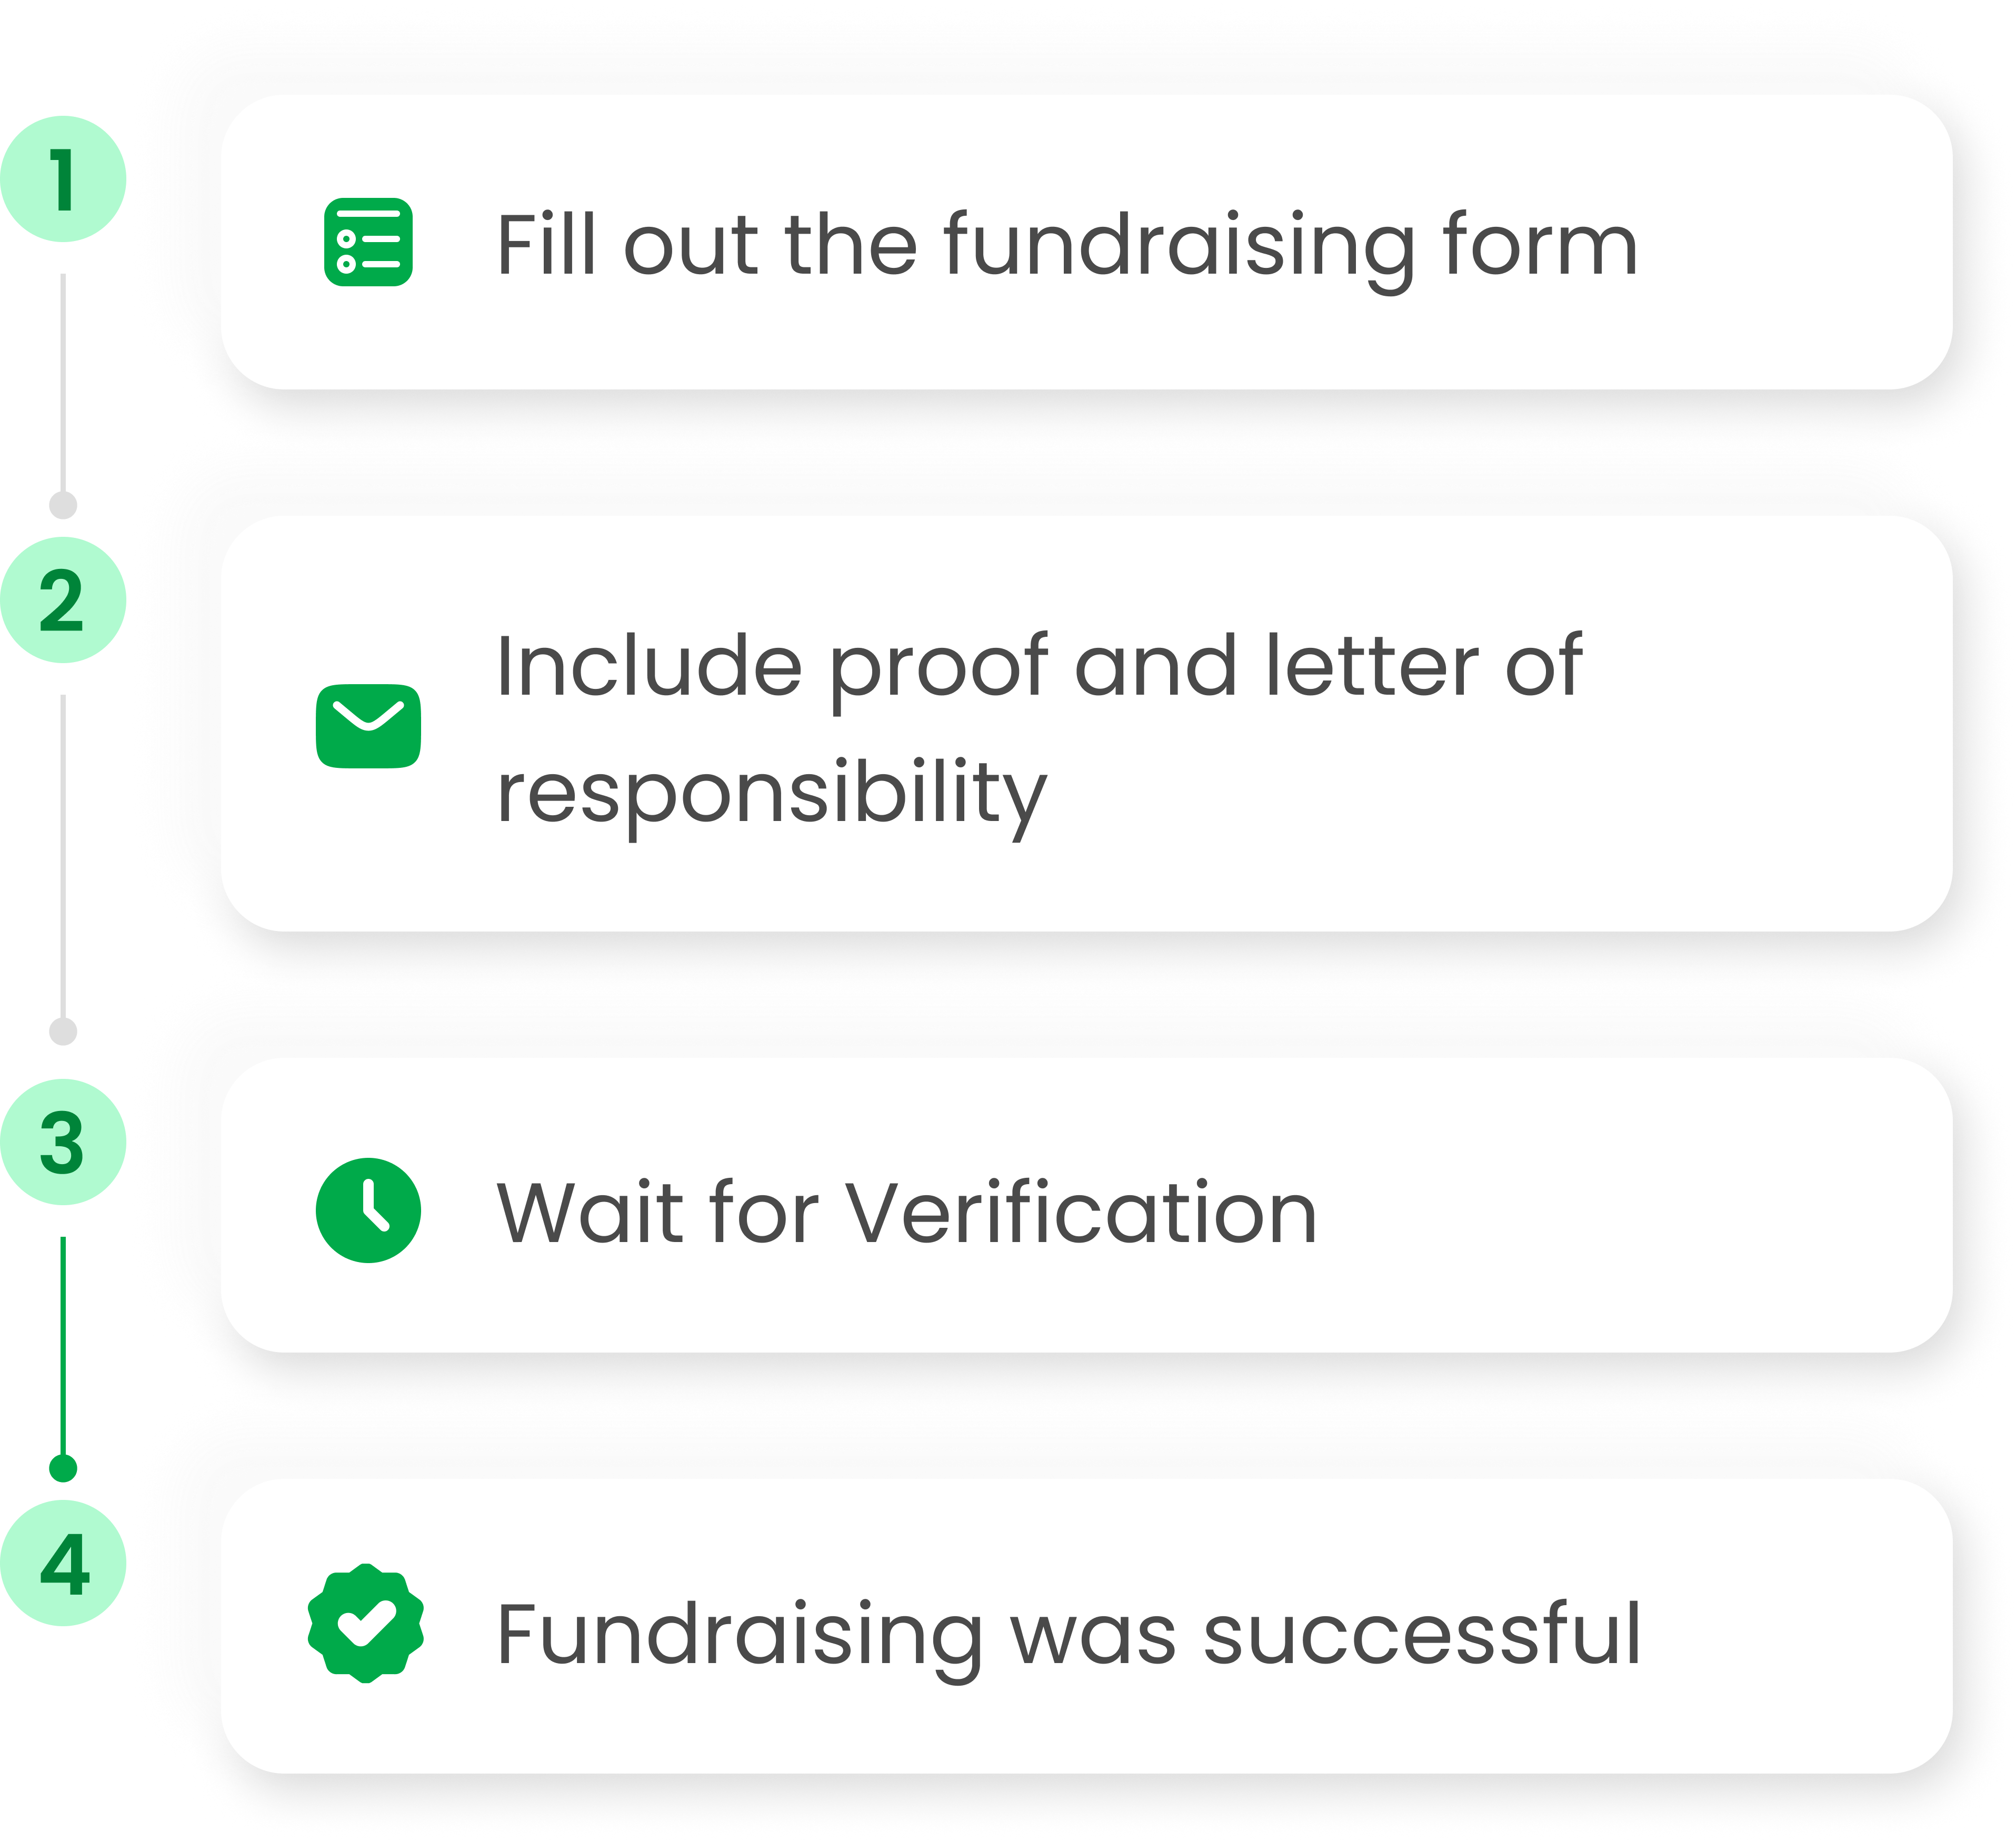 1
Fill out the fundraising form
2
Include proof and letter of
responsibility
3
Wait for Verification
4
Fundraising was successful